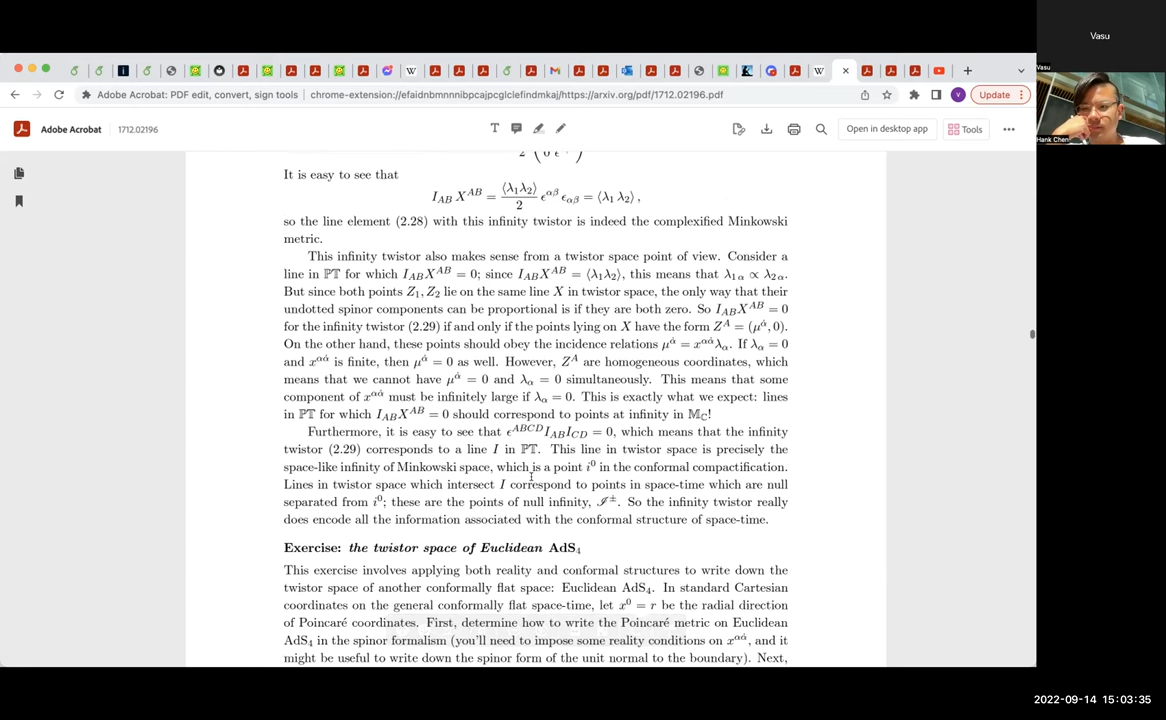 Vasu
Vasu
Hank Chen
Update
Adobe Acrobat: PDF edit, convert, sign tools | chrome-extension://efaidnbmnnnibpcajpcglclefindmkaj/https://arxiv.org/pdf/1712.02196.pdf
Adobe Acrobat 1712.02196 Open in desktop app Tools
It is easy to see that
I_{AB} X^{AB} = ⟨λ₁λ₂⟩/2 ϵ^{αβ} ϵ_{αβ} = ⟨λ₁ λ₂⟩ ,
so the line element (2.28) with this infinity twistor is indeed the complexified Minkowski
metric.
This infinity twistor also makes sense from a twistor space point of view. Consider a
line in ℙ𝕋 for which I_{AB}X^{AB} = 0; since I_{AB}X^{AB} = ⟨λ₁λ₂⟩, this means that λ_{1α} ∝ λ_{2α}.
But since both points Z₁, Z₂ lie on the same line X in twistor space, the only way that their
undotted spinor components can be proportional is if they are both zero. So I_{AB}X^{AB} = 0
for the infinity twistor (2.29) if and only if the points lying on X have the form Z^A = (μ^{α̇}, 0).
On the other hand, these points should obey the incidence relations μ^{α̇} = x^{αα̇}λ_α. If λ_α = 0
and x^{αα̇} is finite, then μ^{α̇} = 0 as well. However, Z^A are homogeneous coordinates, which
means that we cannot have μ^{α̇} = 0 and λ_α = 0 simultaneously. This means that some
component of x^{αα̇} must be infinitely large if λ_α = 0. This is exactly what we expect: lines
in ℙ𝕋 for which I_{AB}X^{AB} = 0 should correspond to points at infinity in 𝕄_ℂ!
Furthermore, it is easy to see that ϵ^{ABCD}I_{AB}I_{CD} = 0, which means that the infinity
twistor (2.29) corresponds to a line I in ℙ𝕋. This line in twistor space is precisely the
space-like infinity of Minkowski space, which is a point i⁰ in the conformal compactification.
Lines in twistor space which intersect I correspond to points in space-time which are null
separated from i⁰; these are the points of null infinity, ℐ^±. So the infinity twistor really
does encode all the information associated with the conformal structure of space-time.
Exercise: the twistor space of Euclidean AdS₄
This exercise involves applying both reality and conformal structures to write down the
twistor space of another conformally flat space: Euclidean AdS₄. In standard Cartesian
coordinates on the general conformally flat space-time, let x⁰ = r be the radial direction
of Poincaré coordinates. First, determine how to write the Poincaré metric on Euclidean
AdS₄ in the spinor formalism (you'll need to impose some reality conditions on x^{αα̇}, and it
might be useful to write down the spinor form of the unit normal to the boundary). Next,
2022-09-14 15:03:35